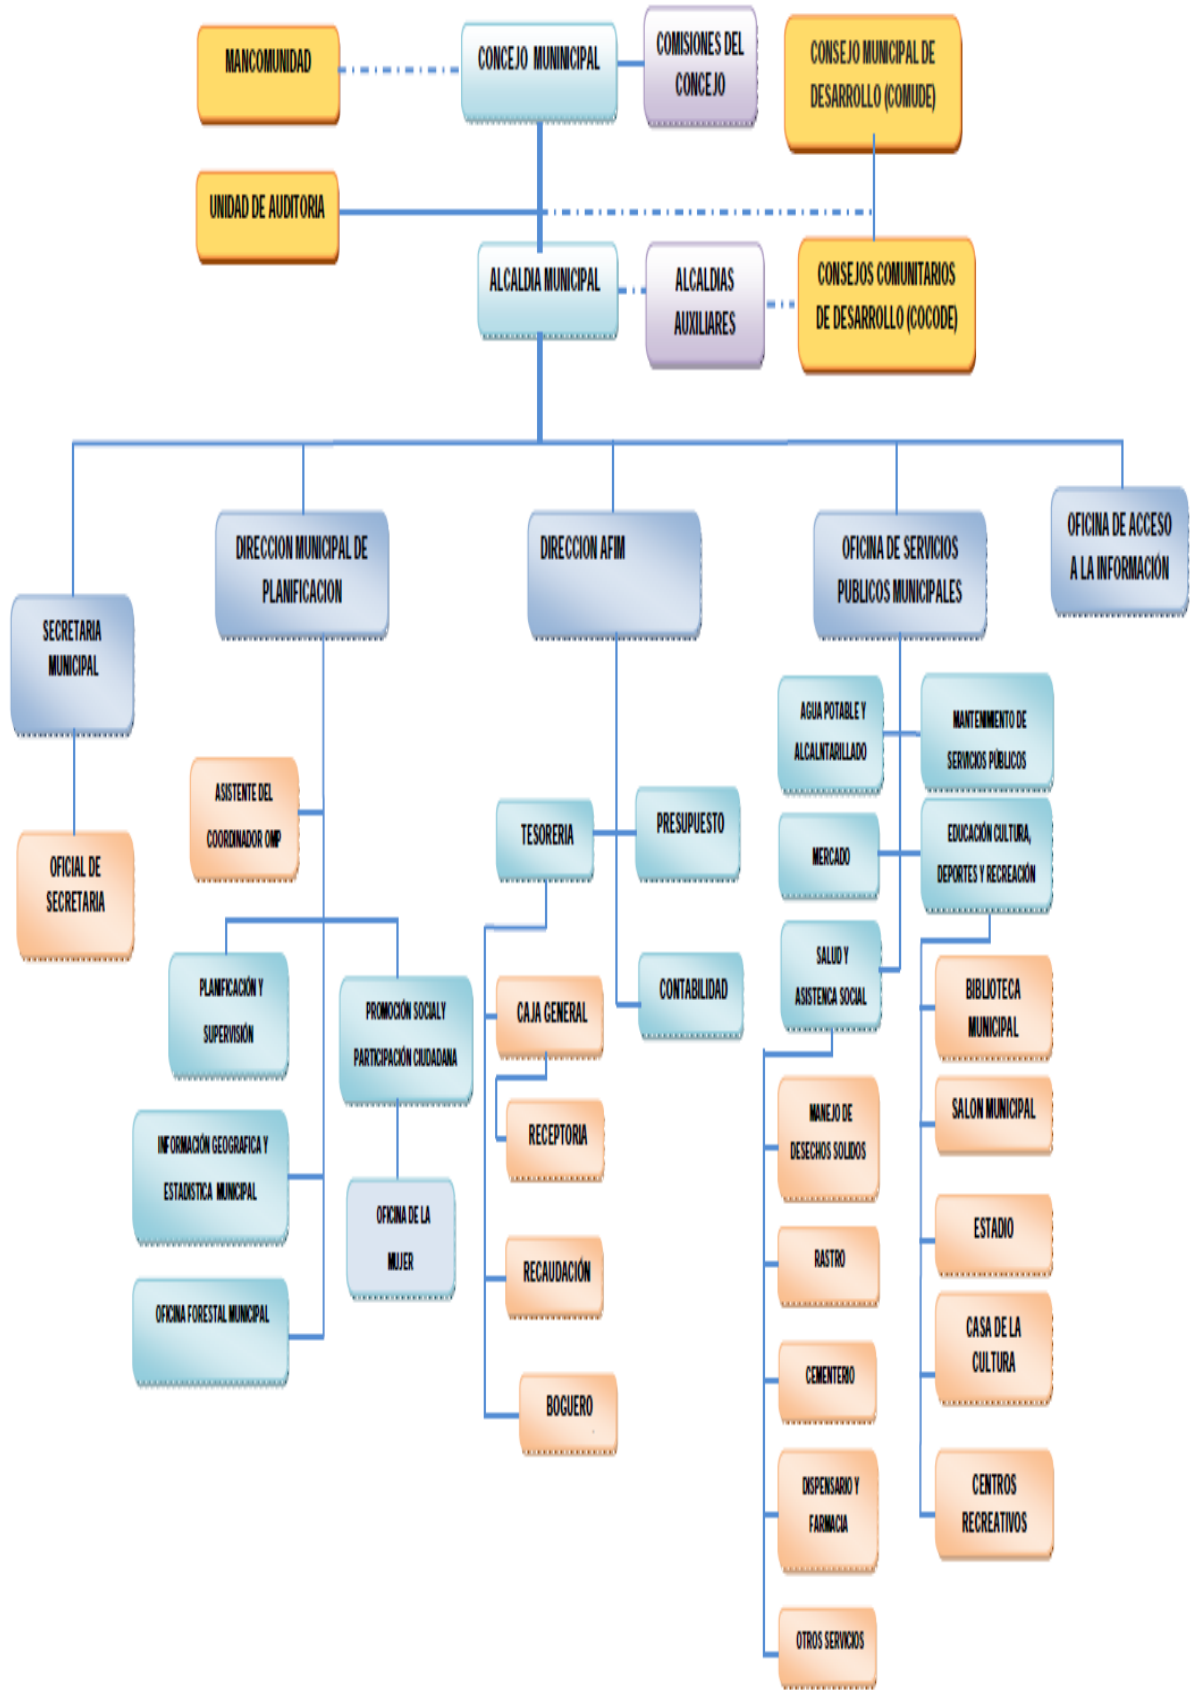 MANCOMUNIDAD
CONCEJO MUNINICIPAL
COMISIONES DEL
CONCEJO
CONSEJO MUNICIPAL DE
DESARROLLO (COMUDE)
UNIDAD DE AUDITORIA
ALCALDIA MUNICIPAL
ALCALDIAS
AUXILIARES
CONSEJOS COMUNITARIOS
DE DESARROLLO (COCODE)
SECRETARIA
MUNICIPAL
DIRECCION MUNICIPAL DE
PLANIFICACION
DIRECCION AFIM
OFICINA DE SERVICIOS
PUBLICOS MUNICIPALES
OFICINA DE ACCESO
A LA INFORMACIÓN
OFICIAL DE
SECRETARIA
ASISTENTE DEL
COORDINADOR OMP
PLANIFICACIÓN Y
SUPERVISIÓN
PROMOCIÓN SOCIAL Y
PARTICIPACIÓN CIUDADANA
INFORMACIÓN GEOGRAFICA Y
ESTADISTICA MUNICIPAL
OFICINA DE LA
MUJER
OFICINA FORESTAL MUNICIPAL
TESORERIA
PRESUPUESTO
CONTABILIDAD
CAJA GENERAL
RECEPTORIA
RECAUDACIÓN
BOGUERO
AGUA POTABLE Y
ALCALNTARILLADO
MANTENIMIENTO DE
SERVICIOS PÚBLICOS
MERCADO
EDUCACIÓN CULTURA,
DEPORTES Y RECREACIÓN
SALUD Y
ASISTENCA SOCIAL
MANEJO DE
DESECHOS SOLIDOS
RASTRO
CEMENTERIO
DISPENSARIO Y
FARMACIA
OTROS SERVICIOS
BIBLIOTECA
MUNICIPAL
SALON MUNICIPAL
ESTADIO
CASA DE LA
CULTURA
CENTROS
RECREATIVOS